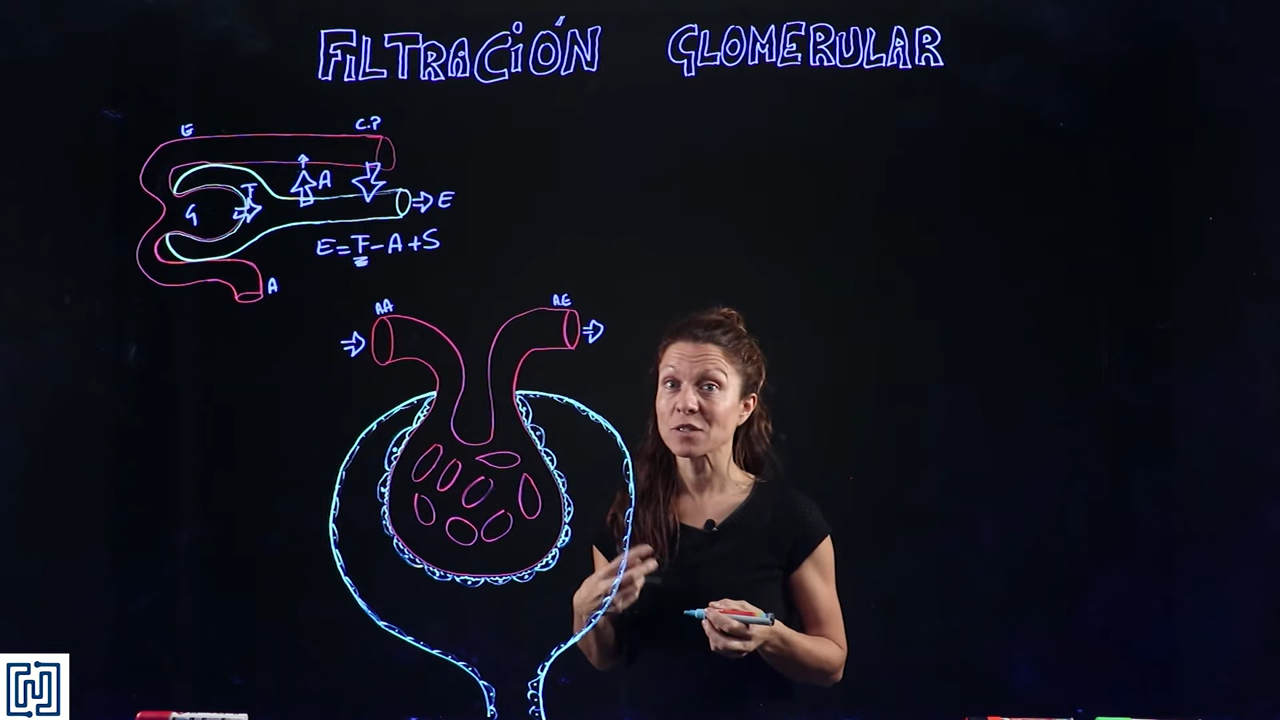 FILTRACIÓN GLOMERULAR
E C.P
F A
G E
E=F-A+S
A
AA AE